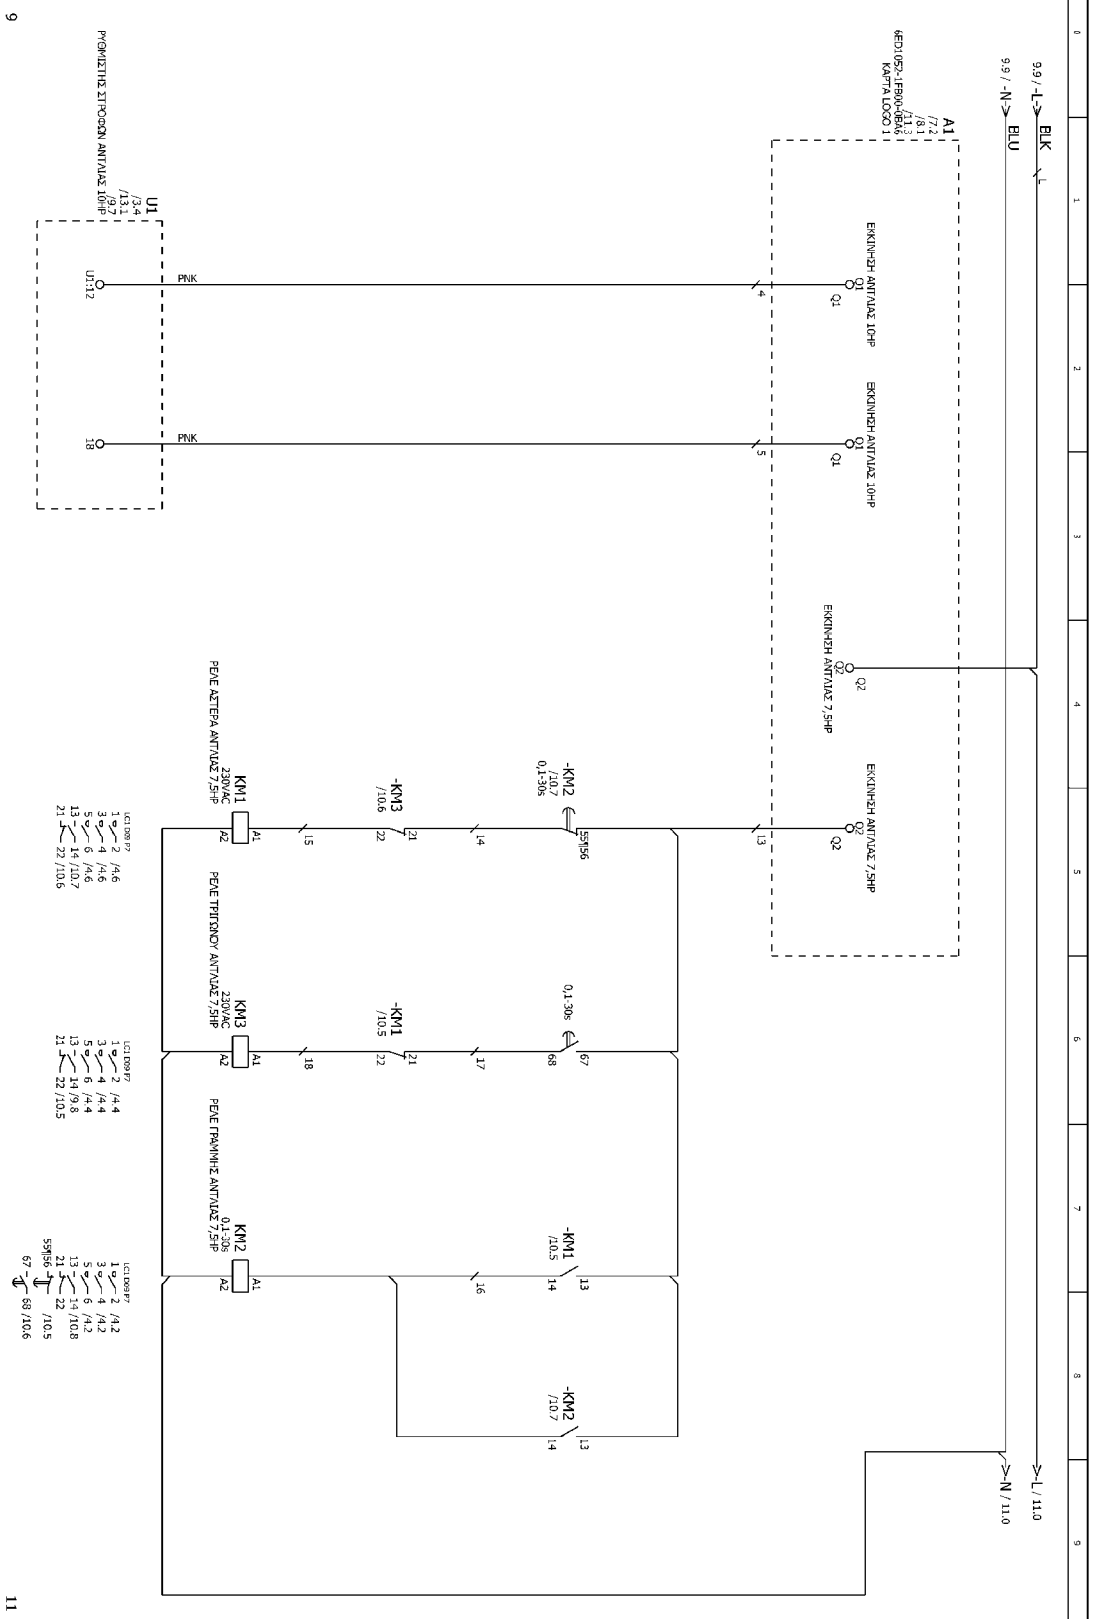 0
1
2
3
4
5
6
7
8
9
9.9 / -L
BLK
L
-L / 11.0
9.9 / -N
BLU
-N / 11.0
A1
/7.2
/8.1
/11.3
6ED1052-1FB00-0BA6
ΚΑΡΤΑ LOGO 1
ΕΚΚΙΝΗΣΗ ΑΝΤΛΙΑΣ 10HP
Q1
Q1
4
PNK
ΕΚΚΙΝΗΣΗ ΑΝΤΛΙΑΣ 10HP
Q1
Q1
5
PNK
ΕΚΚΙΝΗΣΗ ΑΝΤΛΙΑΣ 7,5HP
Q2
Q2
ΕΚΚΙΝΗΣΗ ΑΝΤΛΙΑΣ 7,5HP
Q2
Q2
13
-KM2
/10.7
0,1-30s
55¶56
14
-KM3
/10.6
21
22
15
0,1-30s
67
68
17
-KM1
/10.5
21
22
18
-KM1
/10.5
13
14
16
-KM2
/10.7
13
14
U1
/3.4
/13.1
/9.7
ΡΥΘΜΙΣΤΗΣ ΣΤΡΟΦΩΝ ΑΝΤΛΙΑΣ 10HP
U1:12
18
KM1
230VAC
ΡΕΛΕ ΑΣΤΕΡΑ ΑΝΤΛΙΑΣ 7,5HP
A1
A2
KM3
230VAC
ΡΕΛΕ ΤΡΙΓΩΝΟΥ ΑΝΤΛΙΑΣ 7,5HP
A1
A2
KM2
0,1-30s
ΡΕΛΕ ΓΡΑΜΜΗΣ ΑΝΤΛΙΑΣ 7,5HP
A1
A2
LC1 D09 P7
1 2 /4.6
3 4 /4.6
5 6 /4.6
13 14 /10.7
21 22 /10.6
LC1 D09 P7
1 2 /4.4
3 4 /4.4
5 6 /4.4
13 14 /9.8
21 22 /10.5
LC1 D09 P7
1 2 /4.2
3 4 /4.2
5 6 /4.2
13 14 /10.8
21 22
55¶56 /10.5
67 68 /10.6
9
11